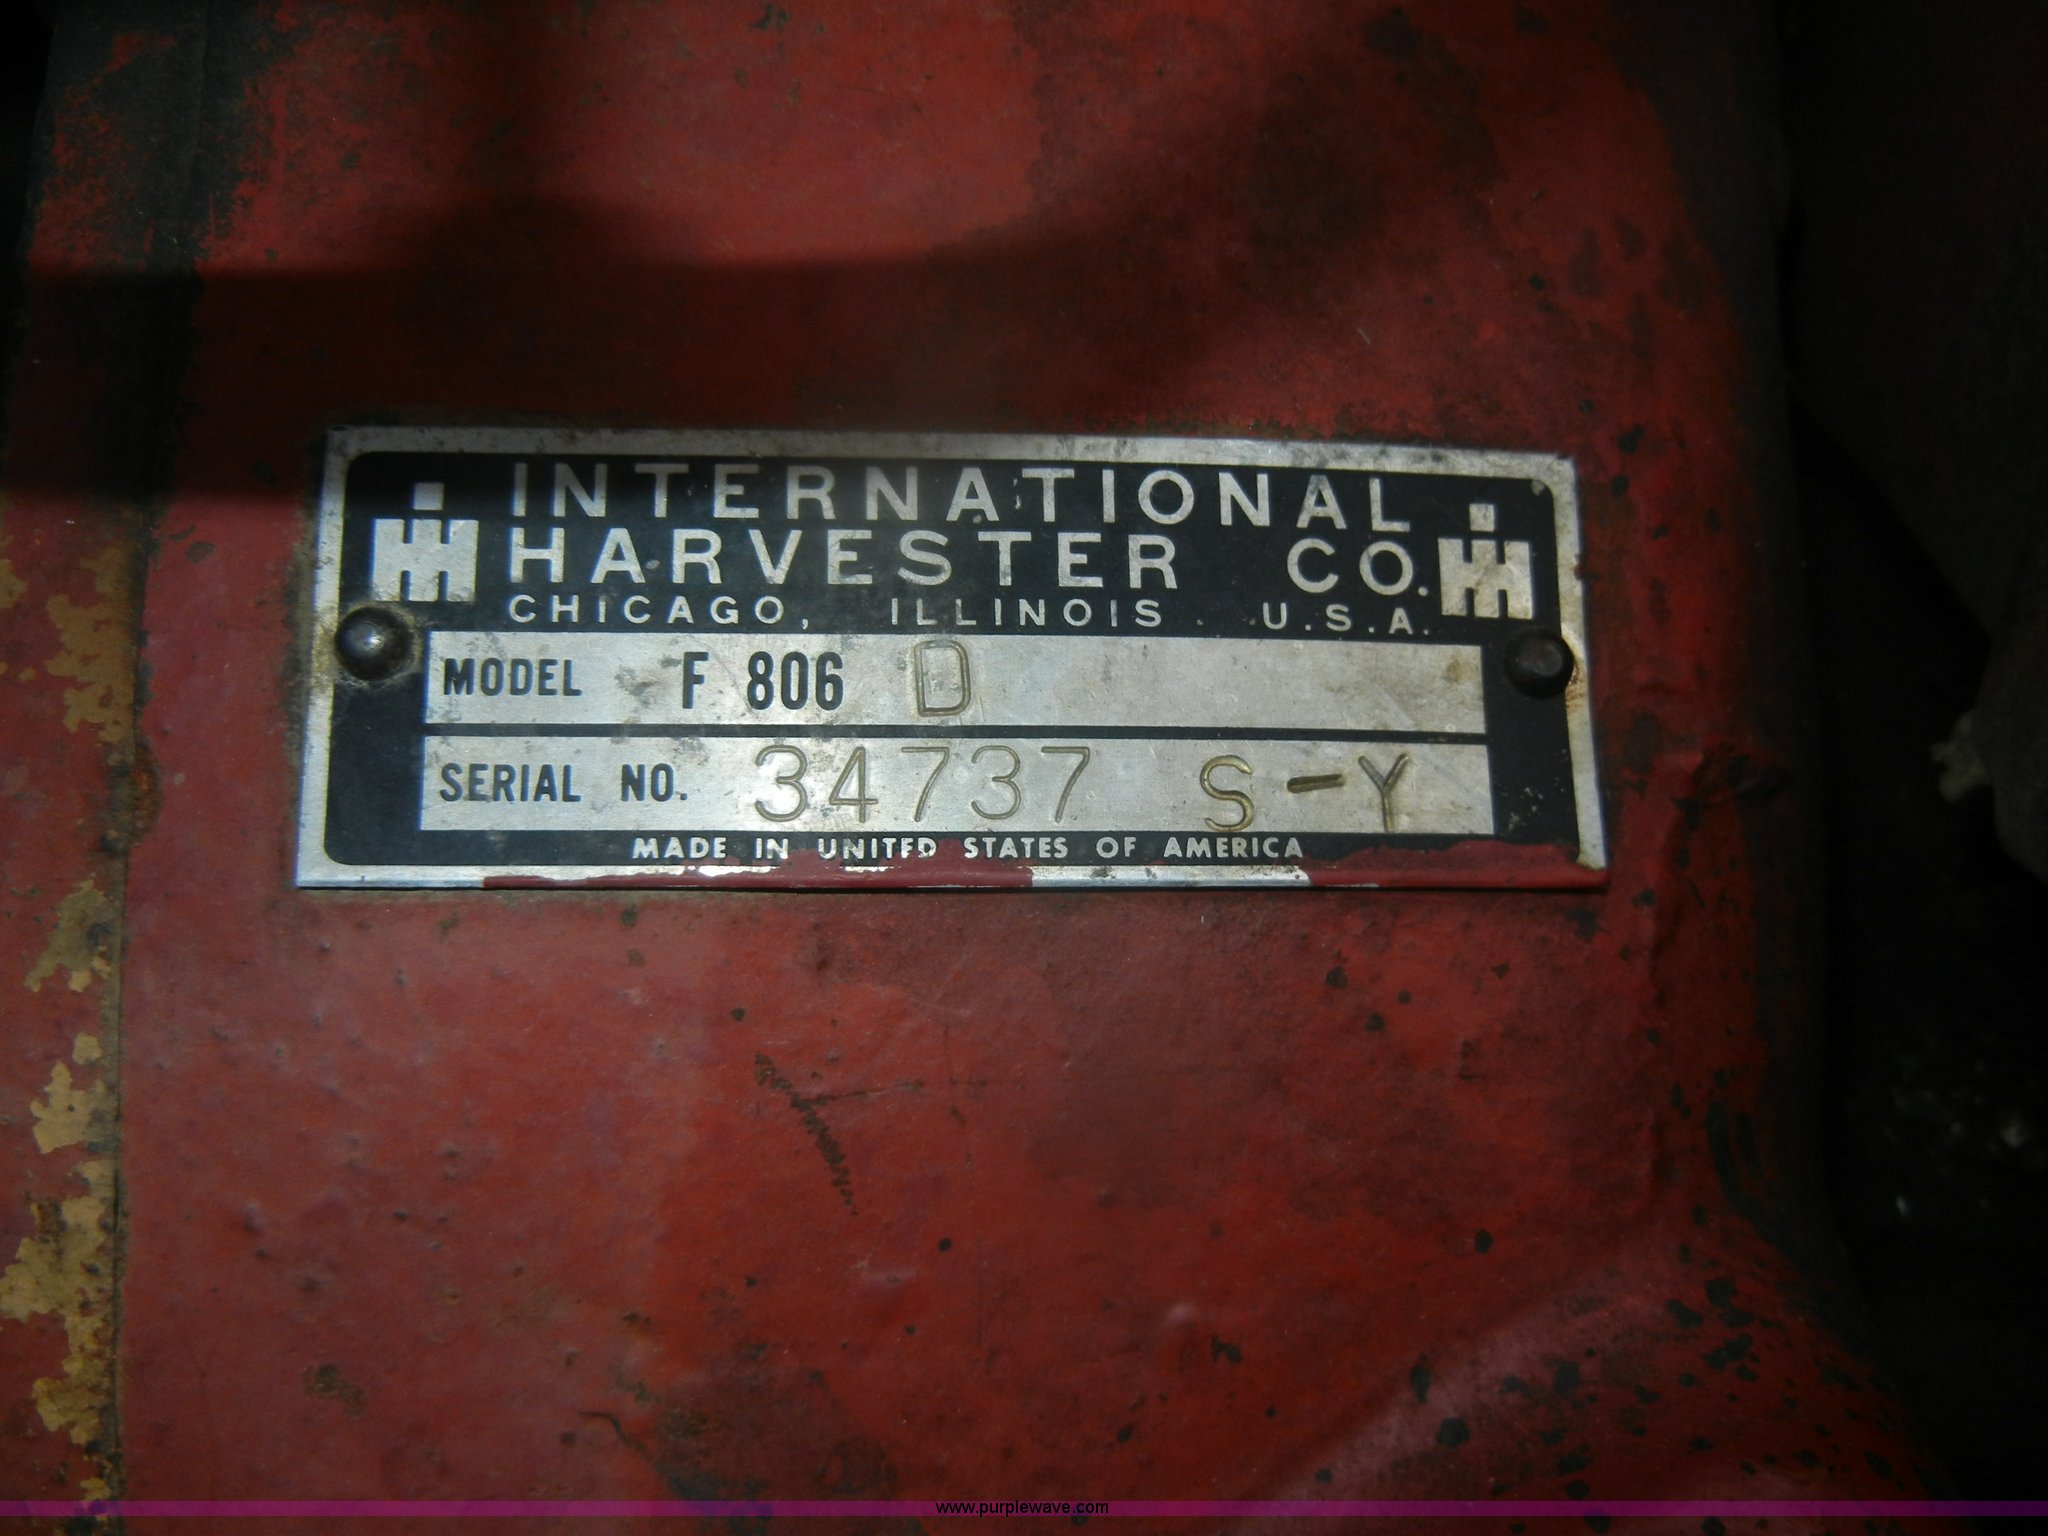 INTERNATIONAL
HARVESTER CO.
CHICAGO, ILLINOIS. U.S.A.
MODEL F 806 D
SERIAL NO. 34737 S-Y
MADE IN UNITED STATES OF AMERICA
www.purplewave.com